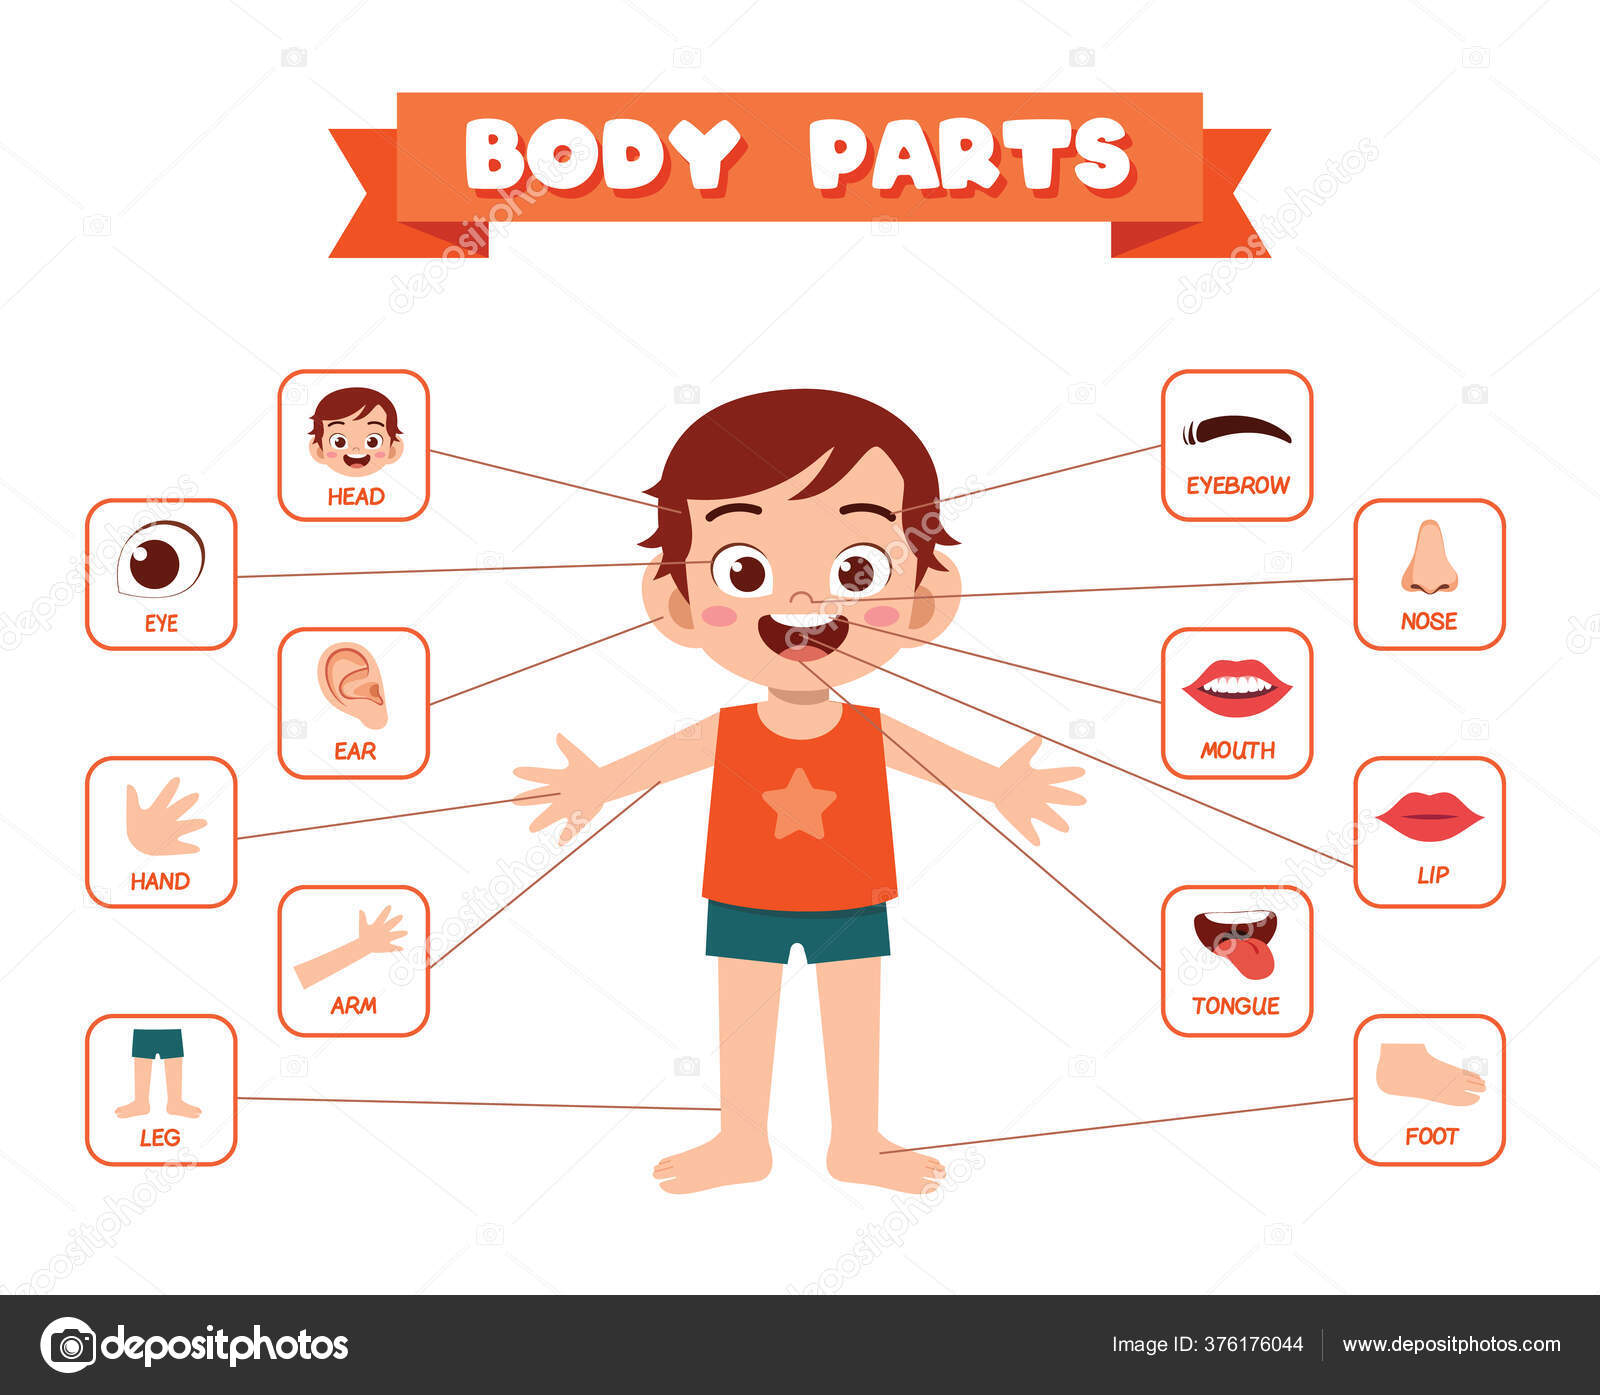 BODY PARTS
HEAD
EYEBROW
EYE
NOSE
EAR
MOUTH
HAND
LIP
ARM
TONGUE
LEG
FOOT
depositphotos
Image ID: 376176044
www.depositphotos.com